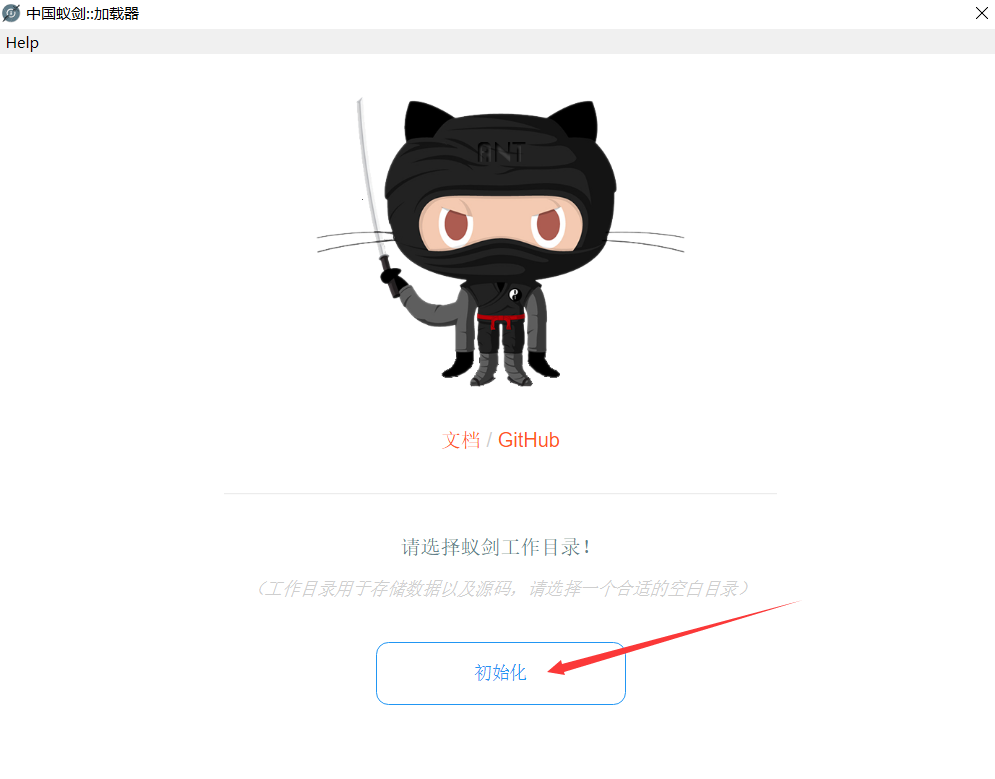 中国蚁剑::加载器
Help
ANT
文档 / GitHub
请选择蚁剑工作目录！
（工作目录用于存储数据以及源码，请选择一个合适的空白目录）
初始化